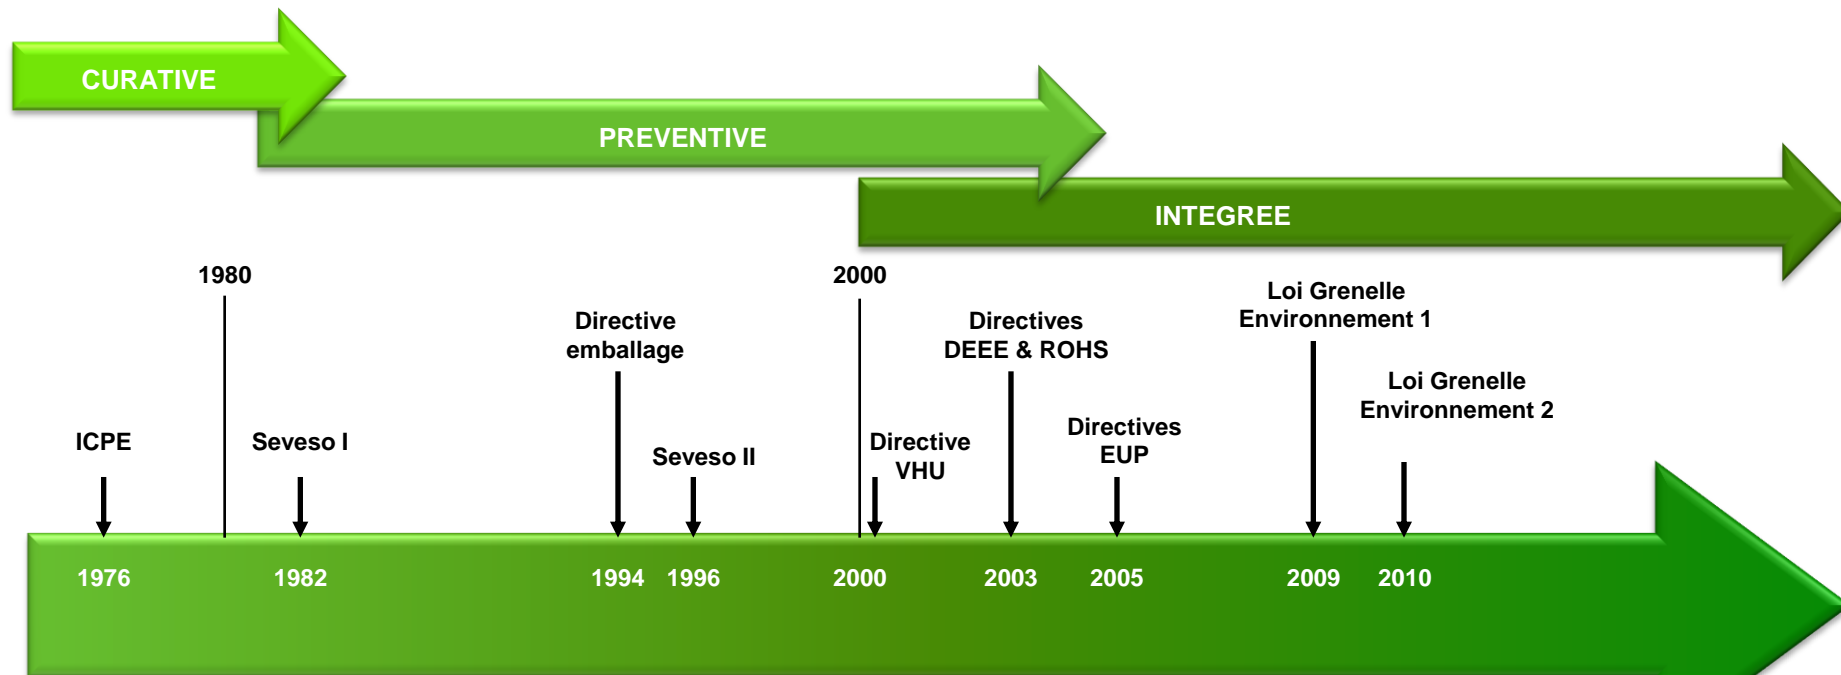 CURATIVE
PREVENTIVE
INTEGREE
1980
2000
Loi Grenelle
Environnement 1
Directive
emballage
Directives
DEEE & ROHS
Loi Grenelle
Environnement 2
ICPE
Seveso I
Seveso II
Directive
VHU
Directives
EUP
1976
1982
1994
1996
2000
2003
2005
2009
2010